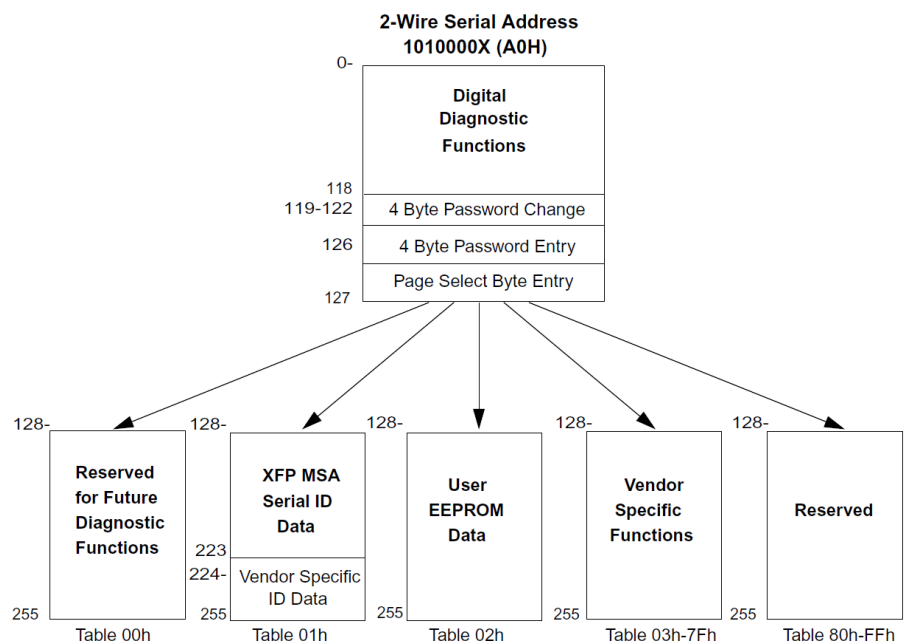 2-Wire Serial Address
1010000X (A0H)
0-
Digital
Diagnostic
Functions
118
119-122
4 Byte Password Change
126
4 Byte Password Entry
Page Select Byte Entry
127
128-
Reserved
for Future
Diagnostic
Functions
255
Table 00h
128-
XFP MSA
Serial ID
Data
223
224-
Vendor Specific
ID Data
255
Table 01h
128-
User
EEPROM
Data
255
Table 02h
128-
Vendor
Specific
Functions
255
Table 03h-7Fh
128-
Reserved
255
Table 80h-FFh